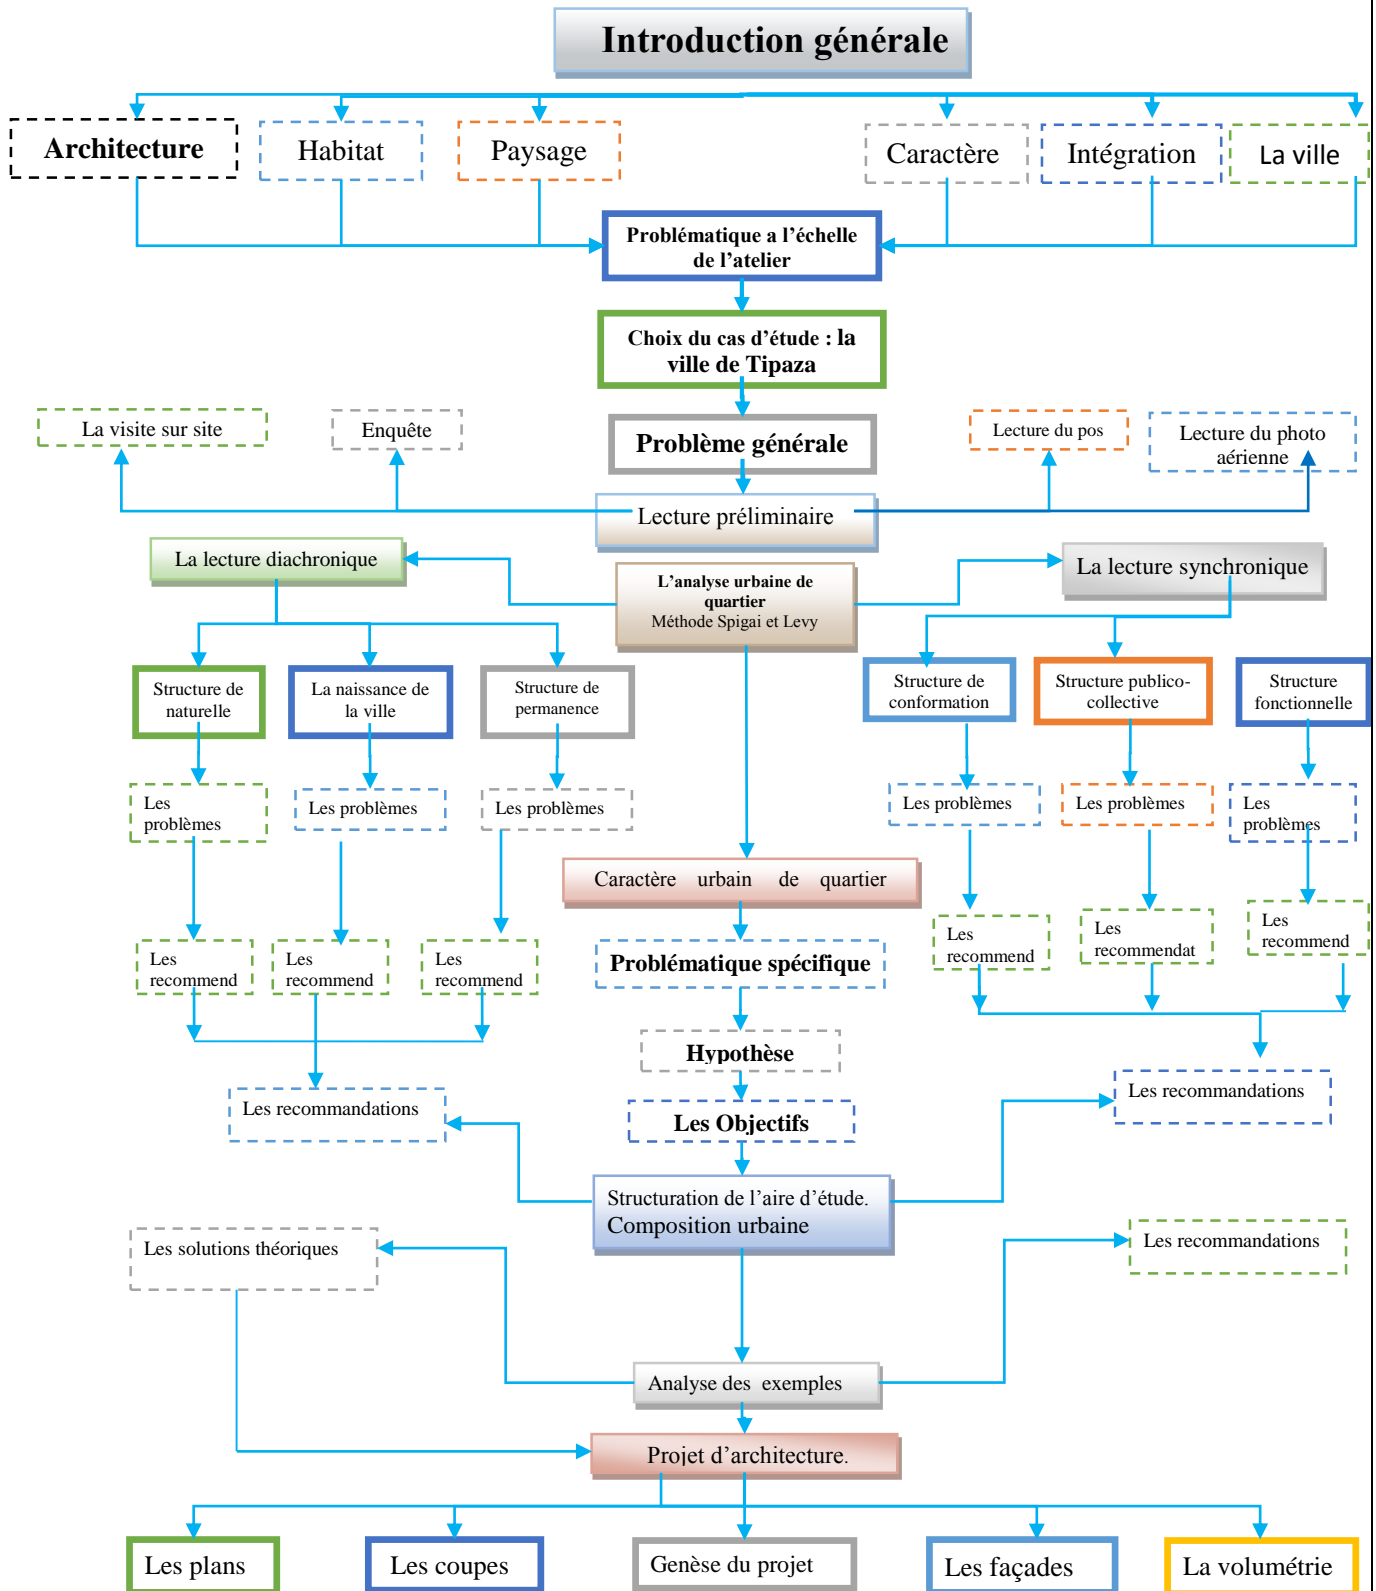 Introduction générale
Architecture
Habitat
Paysage
Caractère
Intégration
La ville
Problématique a l'échelle
de l'atelier
Choix du cas d'étude : la
ville de Tipaza
La visite sur site
Enquête
Problème générale
Lecture du pos
Lecture du photo
aérienne
Lecture préliminaire
La lecture diachronique
L'analyse urbaine de
quartier
Méthode Spigai et Levy
La lecture synchronique
Structure de
naturelle
La naissance de
la ville
Structure de
permanence
Structure de
conformation
Structure publico-
collective
Structure
fonctionnelle
Les
problèmes
Les problèmes
Les problèmes
Les problèmes
Les problèmes
Les
problèmes
Caractère urbain de quartier
Les
recommend
Les
recommend
Les
recommend
Problématique spécifique
Les
recommend
Les
recommendat
Les
recommend
Hypothèse
Les recommandations
Les Objectifs
Les recommandations
Structuration de l'aire d'étude.
Composition urbaine
Les solutions théoriques
Les recommandations
Analyse des exemples
Projet d'architecture.
Les plans
Les coupes
Genèse du projet
Les façades
La volumétrie